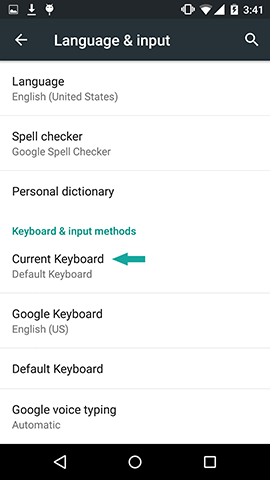 3:41
Language & input
Language
English (United States)
Spell checker
Google Spell Checker
Personal dictionary
Keyboard & input methods
Current Keyboard
Default Keyboard
Google Keyboard
English (US)
Default Keyboard
Google voice typing
Automatic